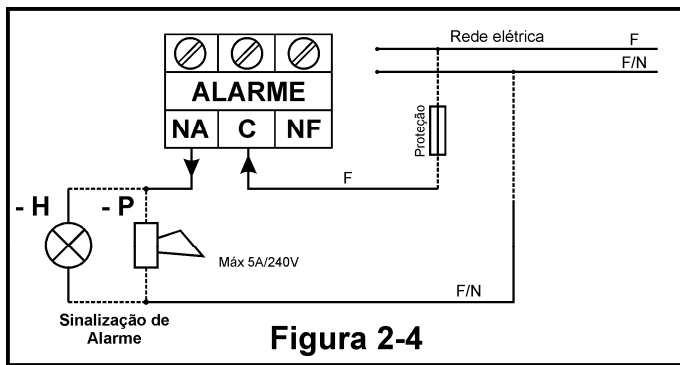 Rede elétrica
F
F/N
ALARME
NA C NF
Proteção
F
- H
- P
Máx 5A/240V
F/N
Sinalização de
Alarme
Figura 2-4